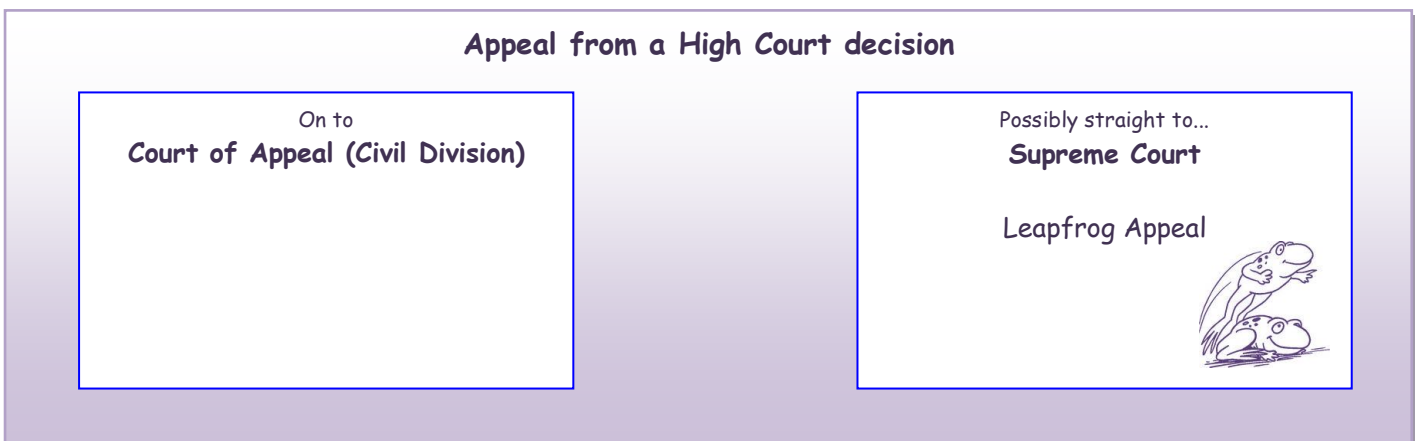 Appeal from a High Court decision
On to
Court of Appeal (Civil Division)
Possibly straight to...
Supreme Court
Leapfrog Appeal